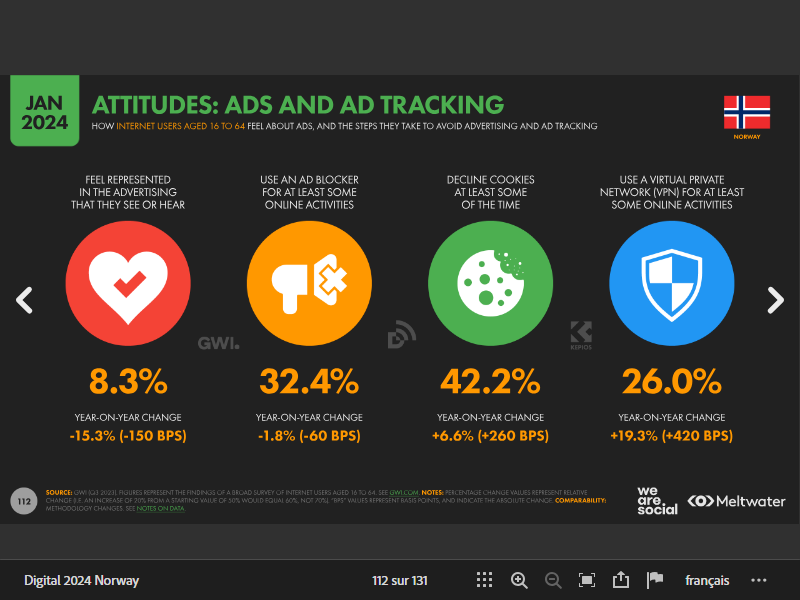 JAN
2024
ATTITUDES: ADS AND AD TRACKING
HOW INTERNET USERS AGED 16 TO 64 FEEL ABOUT ADS, AND THE STEPS THEY TAKE TO AVOID ADVERTISING AND AD TRACKING
NORWAY
FEEL REPRESENTED
IN THE ADVERTISING
THAT THEY SEE OR HEAR
USE AN AD BLOCKER
FOR AT LEAST SOME
ONLINE ACTIVITIES
DECLINE COOKIES
AT LEAST SOME
OF THE TIME
USE A VIRTUAL PRIVATE
NETWORK (VPN) FOR AT LEAST
SOME ONLINE ACTIVITIES
GWI.
KEPIOS
8.3%
32.4%
42.2%
26.0%
YEAR-ON-YEAR CHANGE
-15.3% (-150 BPS)
YEAR-ON-YEAR CHANGE
-1.8% (-60 BPS)
YEAR-ON-YEAR CHANGE
+6.6% (+260 BPS)
YEAR-ON-YEAR CHANGE
+19.3% (+420 BPS)
112
SOURCE: GWI (Q3 2023). FIGURES REPRESENT THE FINDINGS OF A BROAD SURVEY OF INTERNET USERS AGED 16 TO 64. SEE GWI.COM. NOTES: PERCENTAGE CHANGE VALUES REPRESENT RELATIVE
CHANGE (I.E. AN INCREASE OF 20% FROM A STARTING VALUE OF 50% WOULD EQUAL 60%, NOT 70%). "BPS" VALUES REPRESENT BASIS POINTS, AND INDICATE THE ABSOLUTE CHANGE. COMPARABILITY:
METHODOLOGY CHANGES. SEE NOTES ON DATA.
we
are.
social
Meltwater
Digital 2024 Norway
112 sur 131
français